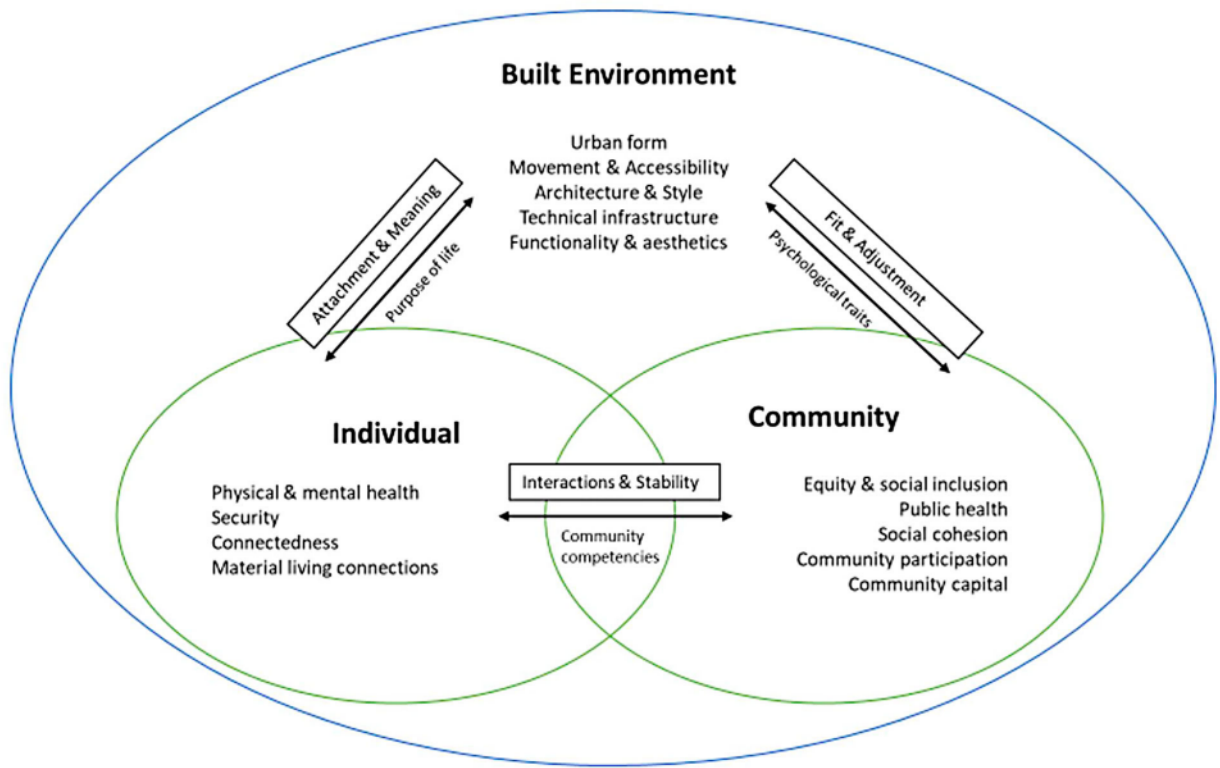 Built Environment
Urban form
Movement & Accessibility
Architecture & Style
Technical infrastructure
Functionality & aesthetics
Attachment & Meaning
Purpose of life
Fit & Adjustment
Psychological traits
Individual
Physical & mental health
Security
Connectedness
Material living connections
Interactions & Stability
Community
competencies
Community
Equity & social inclusion
Public health
Social cohesion
Community participation
Community capital